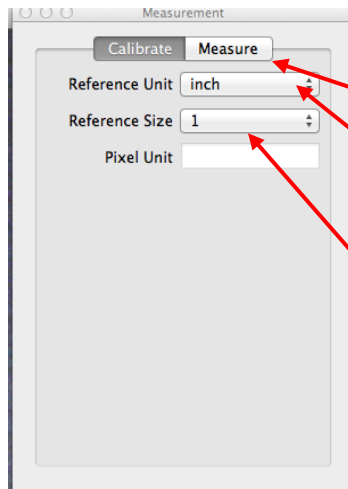 Measurement
Calibrate Measure
Reference Unit inch
Reference Size 1
Pixel Unit